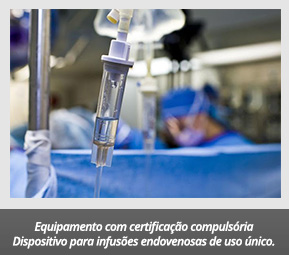 Equipamento com certificação compulsória
Dispositivo para infusões endovenosas de uso único.